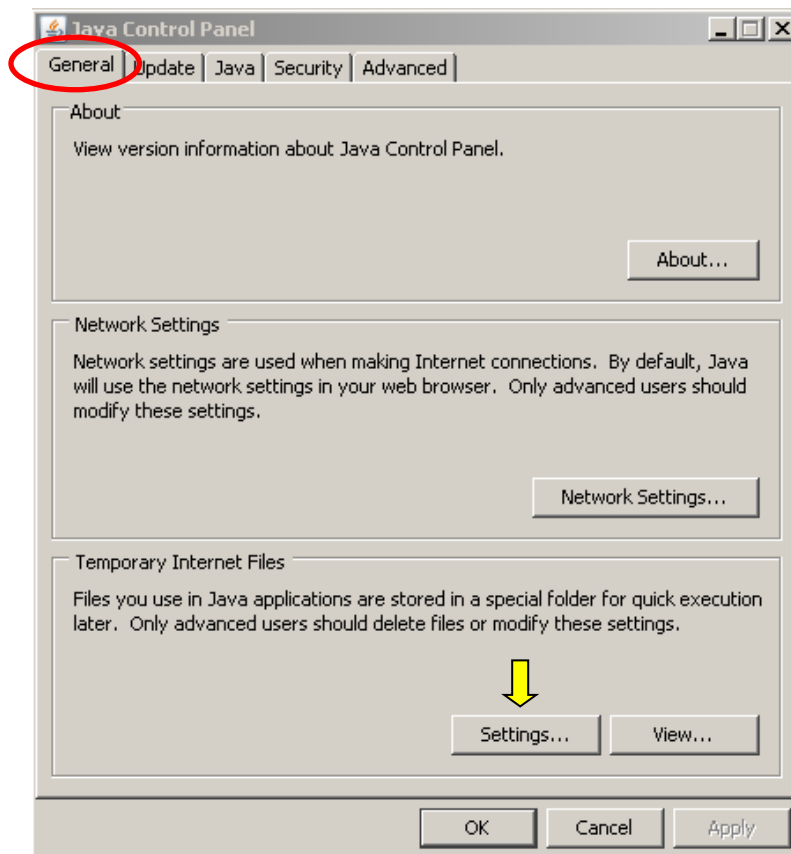 Java Control Panel
General Update Java Security Advanced
About
View version information about Java Control Panel.
About...
Network Settings
Network settings are used when making Internet connections.  By default, Java
will use the network settings in your web browser.  Only advanced users should
modify these settings.
Network Settings...
Temporary Internet Files
Files you use in Java applications are stored in a special folder for quick execution
later.  Only advanced users should delete files or modify these settings.
Settings... View...
OK Cancel Apply